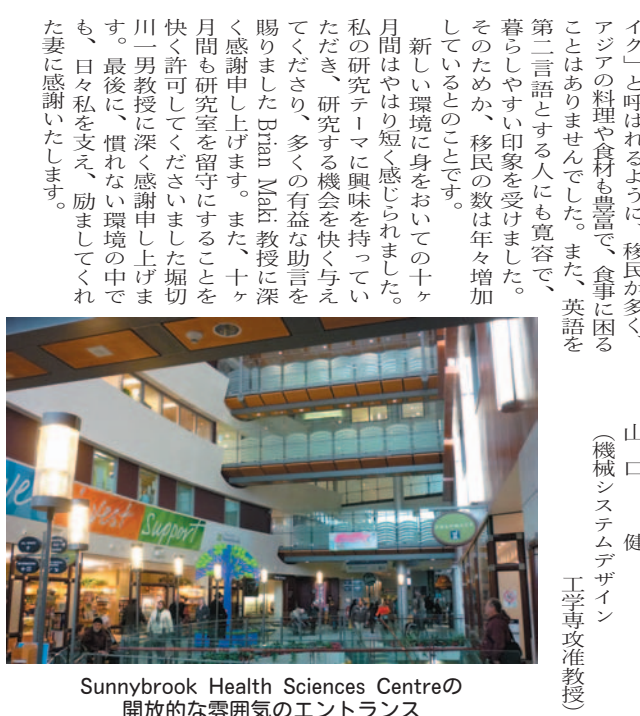 イク」と呼ばれるように、移民が多く、
アジアの料理や食材も豊富で、食事に困る
ことはありませんでした。また、英語を
第二言語とする人にも寛容で、
暮らしやすい印象を受けました。
そのためか、移民の数は年々増加
しているとのことです。
新しい環境に身をおいての十ヶ
月間はやはり短く感じられました。
私の研究テーマに興味を持ってい
ただき、研究する機会を快く与え
てくださり、多くの有益な助言を
賜りました Brian Maki 教授に深
く感謝申し上げます。また、十ヶ
月間も研究室を留守にすることを
快く許可してくださいました堀切
川一男教授に深く感謝申し上げま
す。最後に、慣れない環境の中で
も、日々私を支え、励ましてくれ
た妻に感謝いたします。
山口 健
（機械システムデザイン
工学専攻准教授）
invest
Support
Sunnybrook Health Sciences Centreの
開放的な雰囲気のエントランス